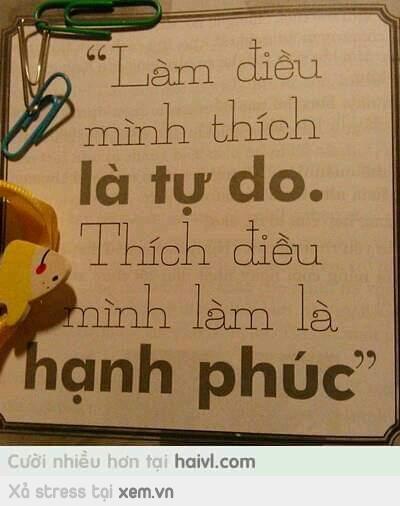 “Làm điều
mình thích
là tự do.
Thích điều
mình làm là
hạnh phúc”
Cười nhiều hơn tại haivl.com
Xả stress tại xem.vn